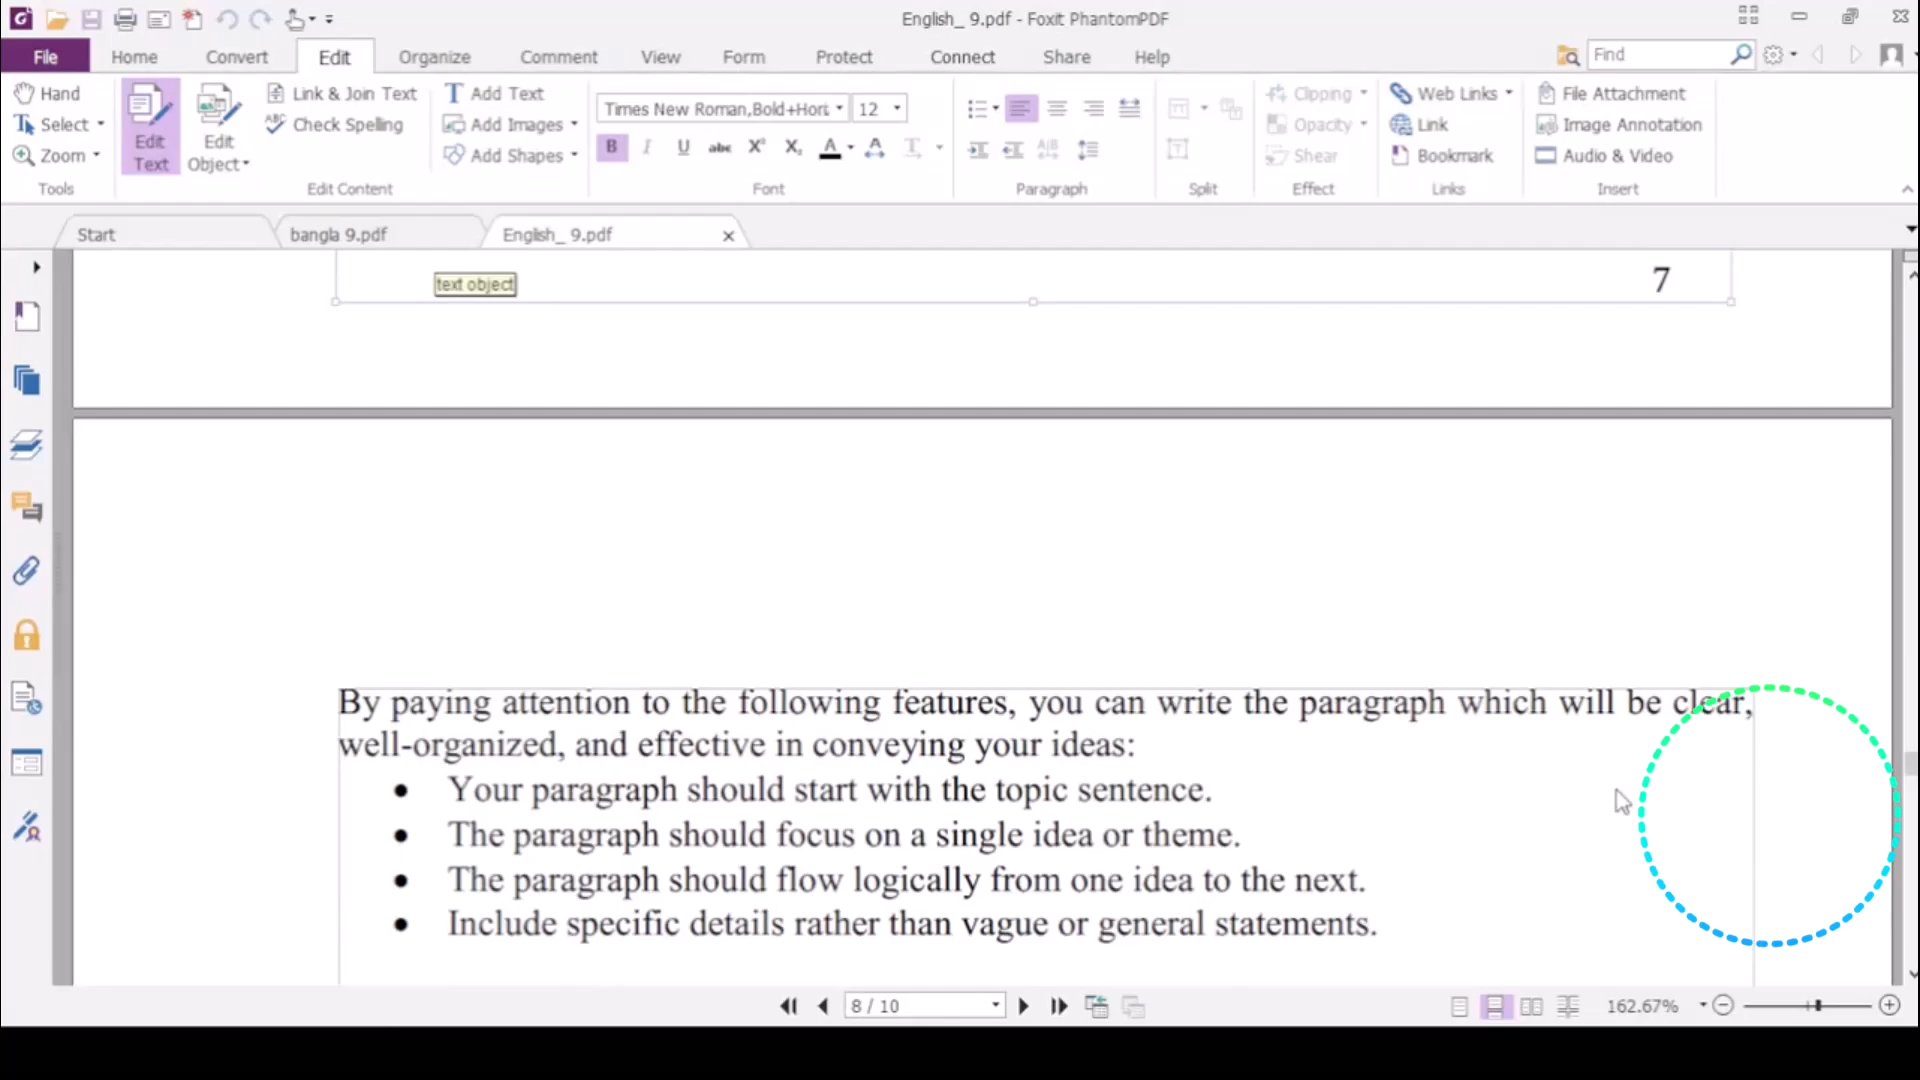 English_ 9.pdf - Foxit PhantomPDF
File Home Convert Edit Organize Comment View Form Protect Connect Share Help Find
Hand Link & Join Text Add Text Times New Roman,Bold+Hori 12 Clipping Web Links File Attachment
Select Edit Text Edit Object Check Spelling Add Images Opacity Link Image Annotation
Zoom Add Shapes Shear Bookmark Audio & Video
Tools Edit Content Font Paragraph Split Effect Links Insert
Start bangla 9.pdf English_ 9.pdf
text object 7
By paying attention to the following features, you can write the paragraph which will be clear,
well-organized, and effective in conveying your ideas:
• Your paragraph should start with the topic sentence.
• The paragraph should focus on a single idea or theme.
• The paragraph should flow logically from one idea to the next.
• Include specific details rather than vague or general statements.
8 / 10 162.67%